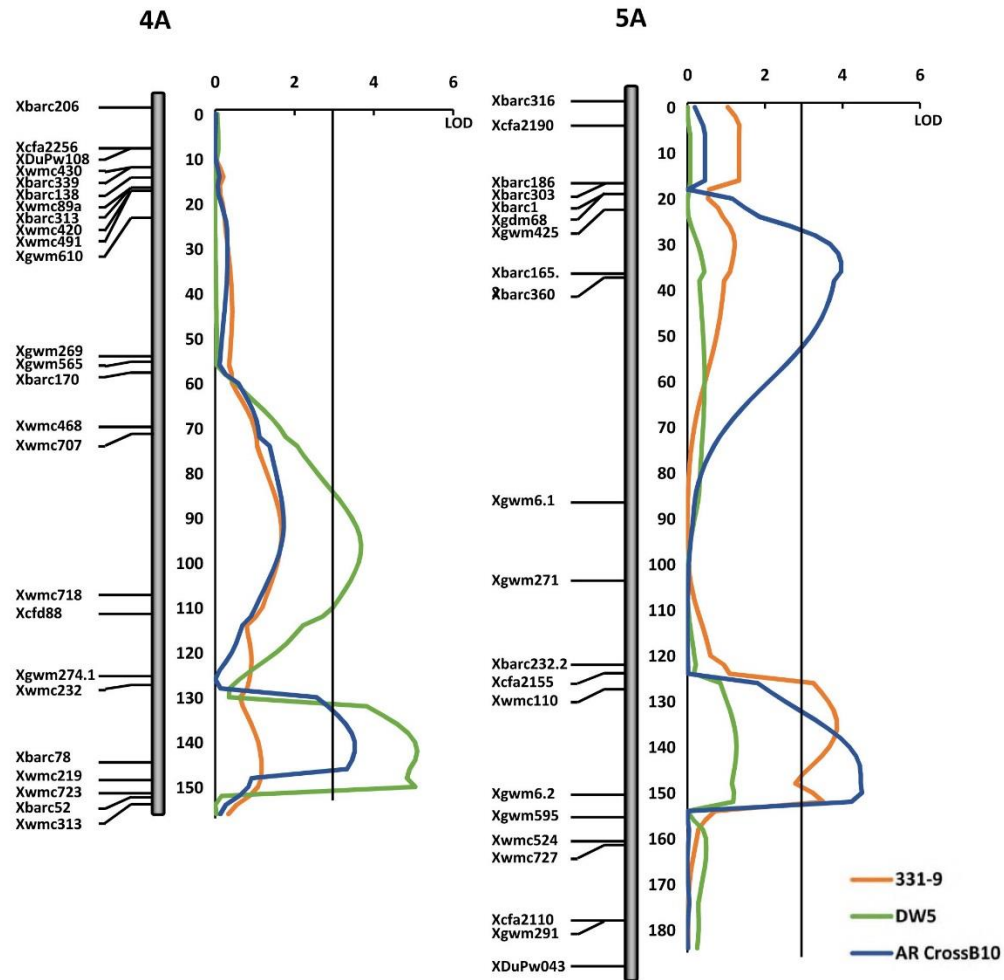 4A
Xbarc206
Xcfa2256
XDuPw108
Xwmc430
Xbarc339
Xbarc138
Xwmc89a
Xbarc313
Xwmc420
Xwmc491
Xgwm610
Xgwm269
Xgwm565
Xbarc170
Xwmc468
Xwmc707
Xwmc718
Xcfd88
Xgwm274.1
Xwmc232
Xbarc78
Xwmc219
Xwmc723
Xbarc52
Xwmc313
0 2 4 6
LOD
0
10
20
30
40
50
60
70
80
90
100
110
120
130
140
150
5A
Xbarc316
Xcfa2190
Xbarc186
Xbarc303
Xbarc1
Xgdm68
Xgwm425
Xbarc165.
2
Xbarc360
Xgwm6.1
Xgwm271
Xbarc232.2
Xcfa2155
Xwmc110
Xgwm6.2
Xgwm595
Xwmc524
Xwmc727
Xcfa2110
Xgwm291
XDuPw043
0 2 4 6
LOD
0
10
20
30
40
50
60
70
80
90
100
110
120
130
140
150
160
170
180
331-9
DW5
AR CrossB10